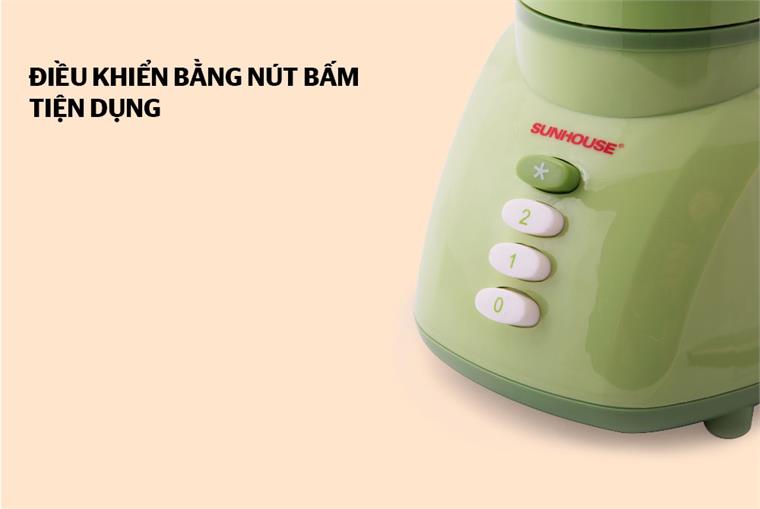 ĐIỀU KHIỂN BẰNG NÚT BẤM
TIỆN DỤNG
SUNHOUSE®
*
2
1
0